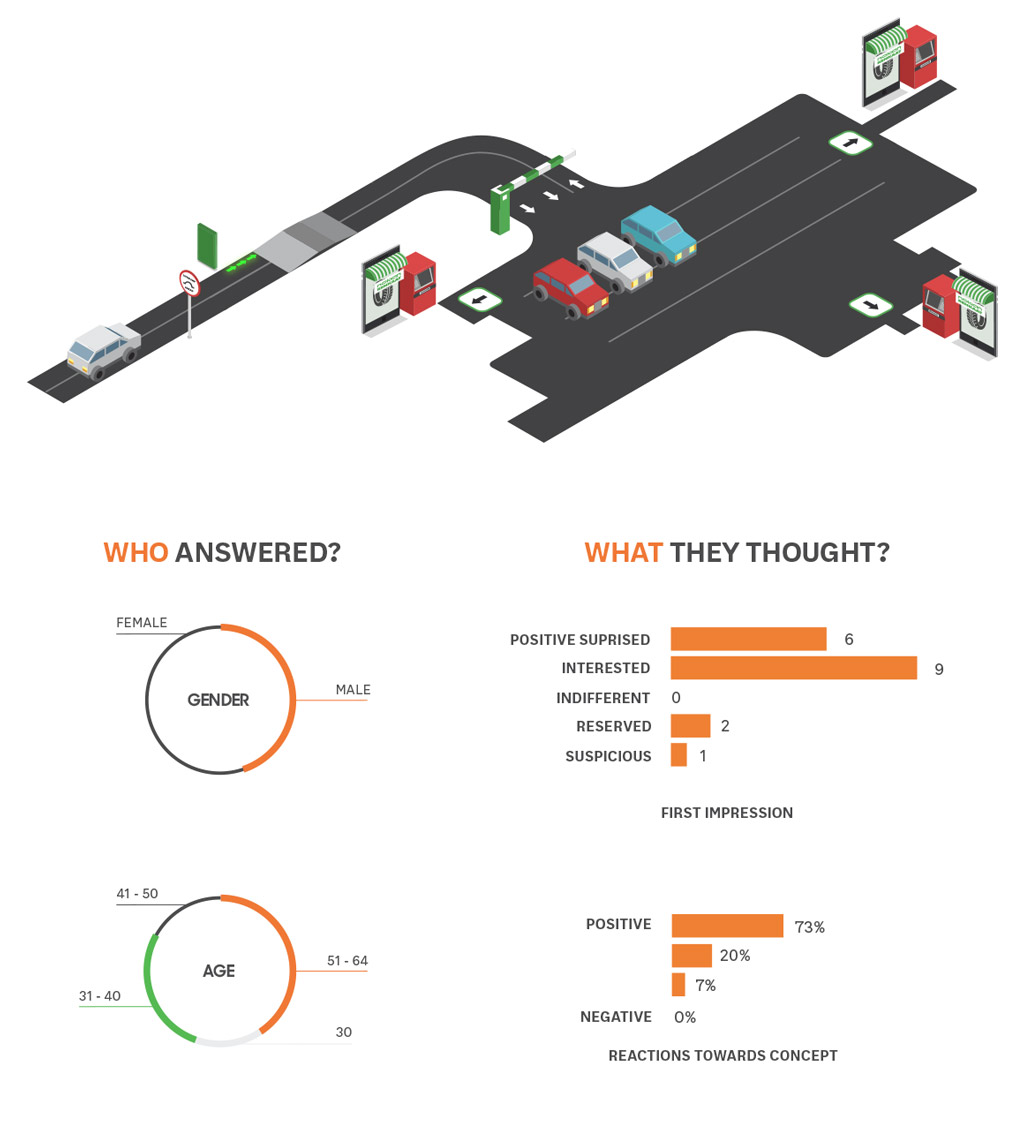 WHO ANSWERED?
FEMALE
GENDER
MALE
41 - 50
AGE
51 - 64
31 - 40
30
WHAT THEY THOUGHT?
POSITIVE SUPRISED 6
INTERESTED 9
INDIFFERENT 0
RESERVED 2
SUSPICIOUS 1
FIRST IMPRESSION
POSITIVE 73%
20%
7%
NEGATIVE 0%
REACTIONS TOWARDS CONCEPT